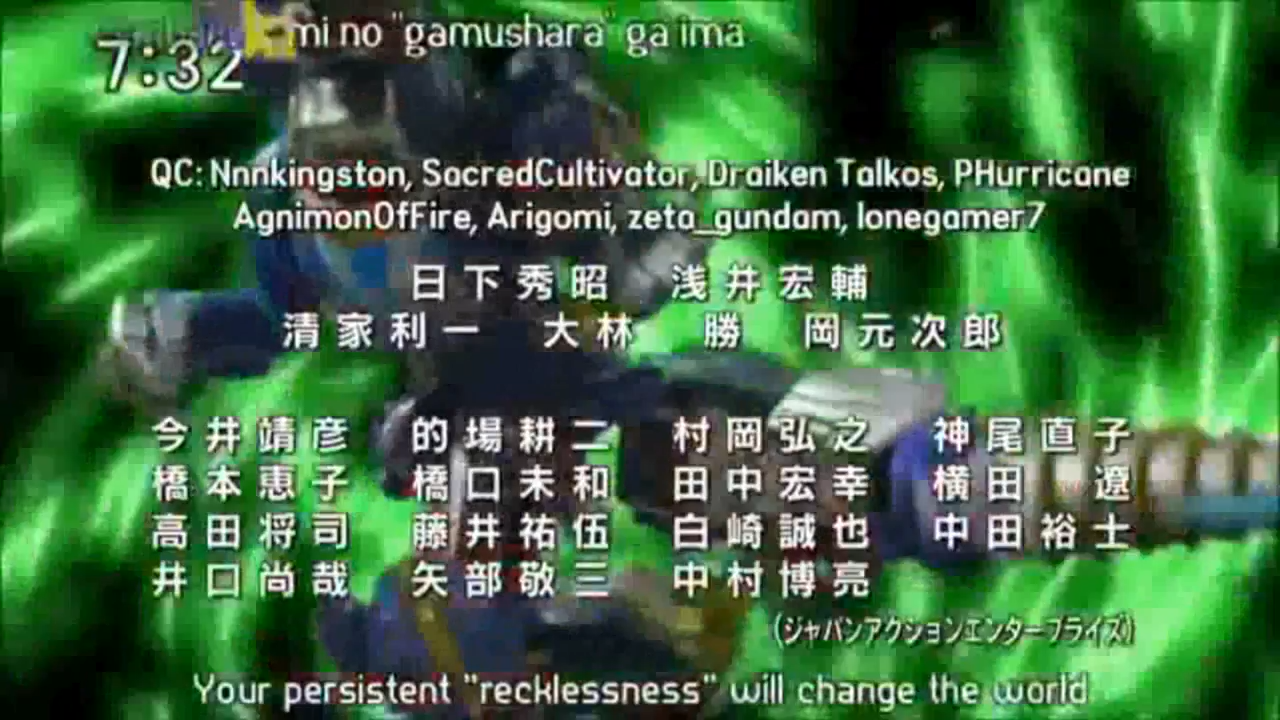 mi no "gamushara" ga ima
7:32
QC: Nnnkingston, SacredCultivator, Draiken Talkos, PHurricane
AgnimonOfFire, Arigomi, zeta_gundam, lonegamer7
日下秀昭 浅井宏輔
清家利一 大林 勝 岡元次郎
今井靖彦 的場耕二 村岡弘之 神尾直子
橋本恵子 橋口未和 田中宏幸 横田 遼
高田将司 藤井祐伍 白崎誠也 中田裕士
井口尚哉 矢部敬三 中村博亮
(ジャパンアクションエンタープライズ)
Your persistent "recklessness" will change the world